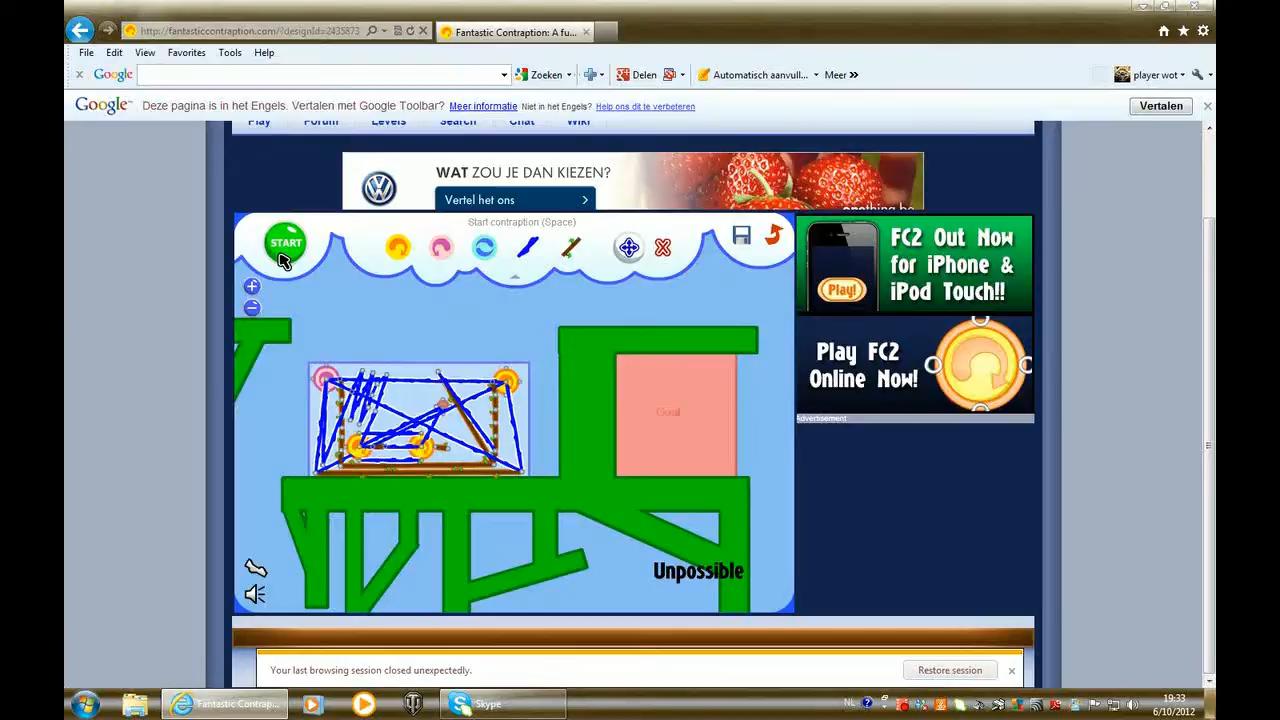 http://fantasticcontraption.com/?designId=2435873
Fantastic Contraption: A fu...
File Edit View Favorites Tools Help
Google Zoeken Delen Automatisch aanvull... Meer » player wot
Google™ Deze pagina is in het Engels. Vertalen met Google Toolbar? Meer informatie Niet in het Engels? Help ons dit te verbeteren Vertalen
Play Forum Levels Search Chat Wiki
WAT ZOU JE DAN KIEZEN?
Vertel het ons
Start contraption (Space)
START
FC2 Out Now
for iPhone &
iPod Touch!!
Play!
Play FC2
Online Now!
Advertisement
Goal
Unpossible
Your last browsing session closed unexpectedly. Restore session
Fantastic Contrap... Skype NL 19:33
6/10/2012